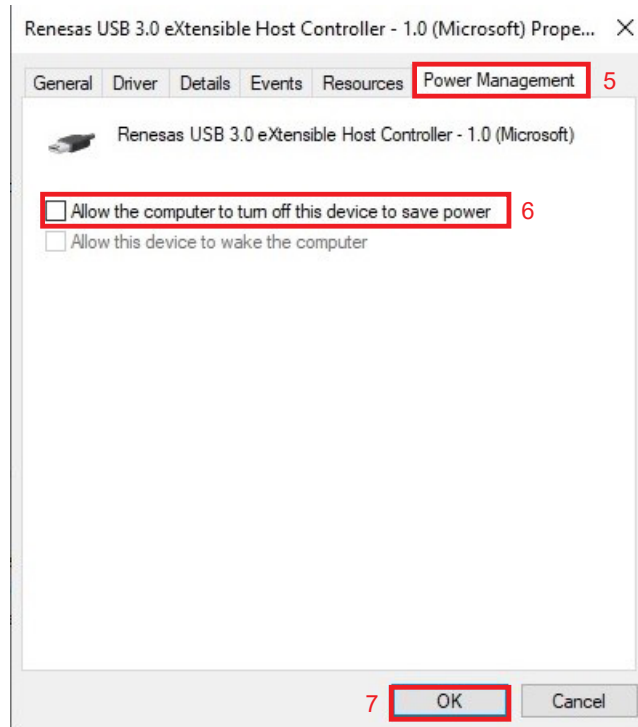 Renesas USB 3.0 eXtensible Host Controller - 1.0 (Microsoft) Prope...
General Driver Details Events Resources Power Management 5
Renesas USB 3.0 eXtensible Host Controller - 1.0 (Microsoft)
Allow the computer to turn off this device to save power 6
Allow this device to wake the computer
7 OK Cancel